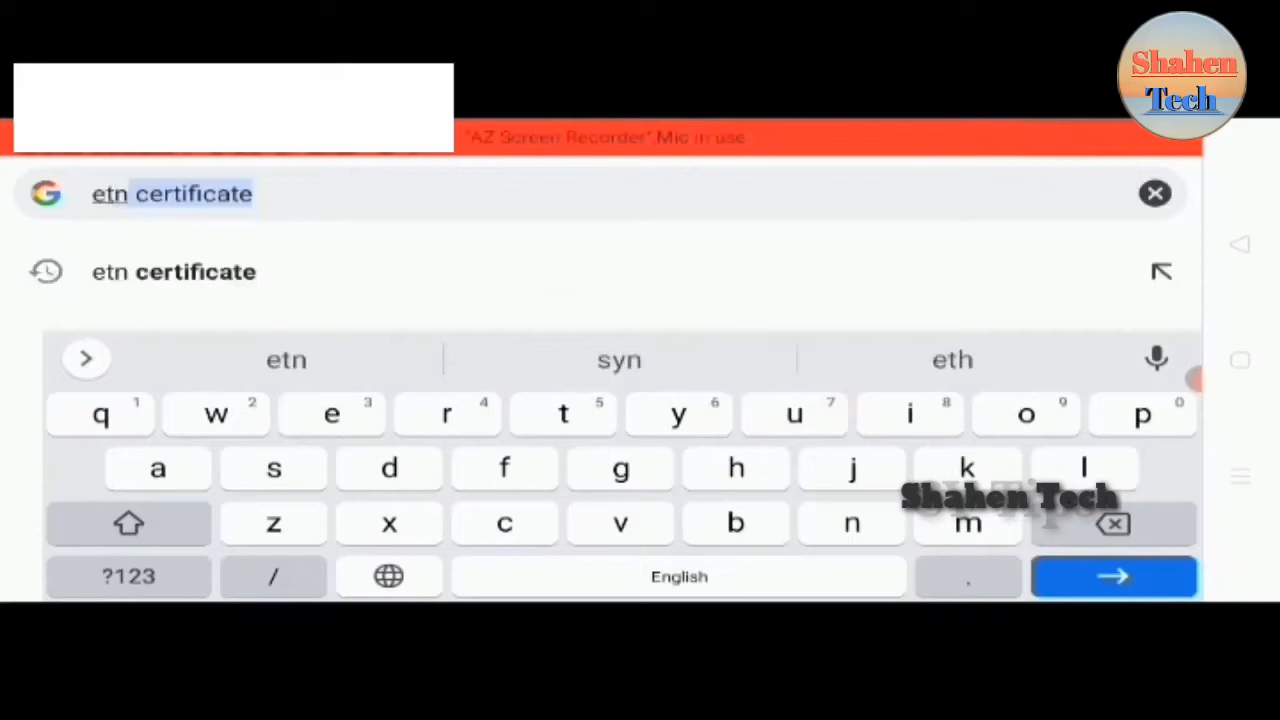 Shahen
Tech
"AZ Screen Recorder",Mic in use
etn certificate
etn certificate
etn syn eth
q 1 w 2 e 3 r 4 t 5 y 6 u 7 i 8 o 9 p 0
a s d f g h j k l
Shahen Tech
z x c v b n m
?123 / English .